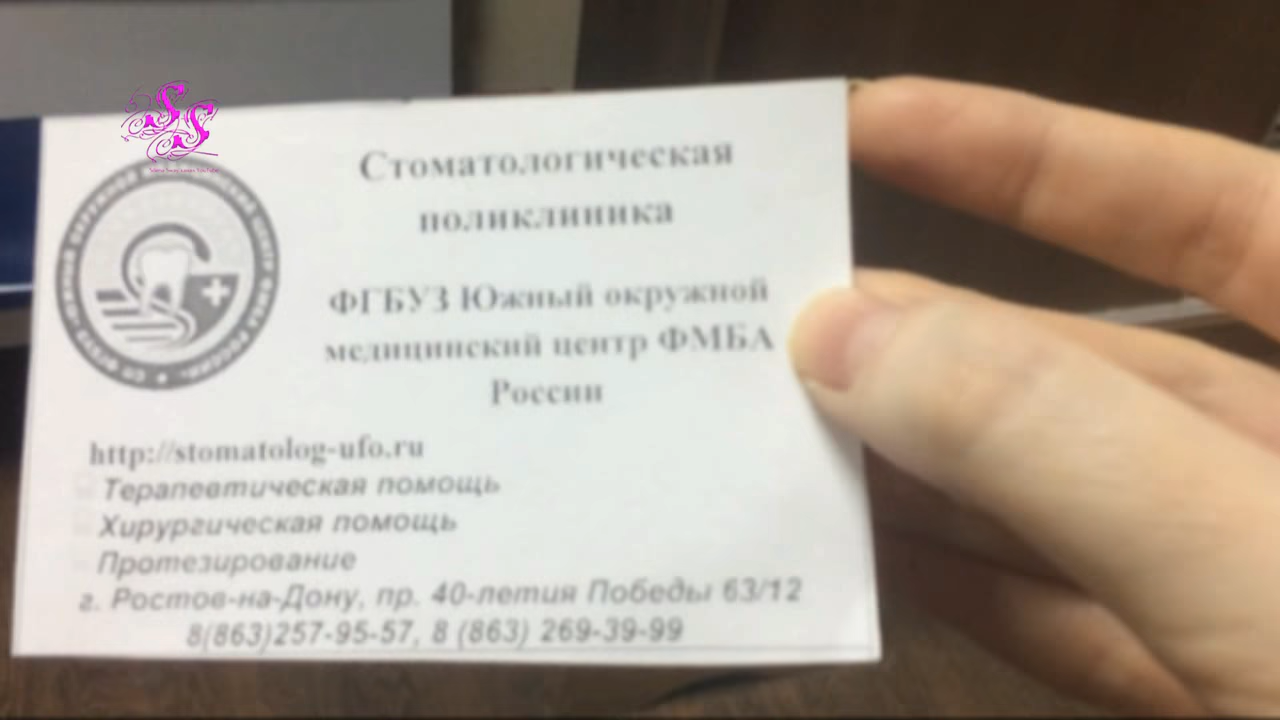 SS
Стоматологическая
поликлиника
ФГБУЗ Южный окружной
медицинский центр ФМБА
России
http://stomatolog-ufo.ru
Терапевтическая помощь
Хирургическая помощь
Протезирование
г. Ростов-на-Дону, пр. 40-летия Победы 63/12
8(863)257-95-57, 8 (863) 269-39-99